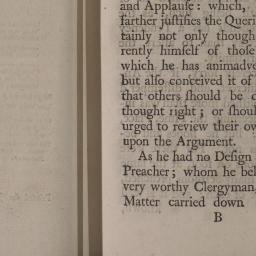 and Applause: which,
farther justifies the Queri
tainly not only though
rently himself of those
which he has animadve
but also conceived it of
that others should be c
thought right; or shou
urged to review their ov
upon the Argument.
As he had no Design
Preacher; whom he bel
very worthy Clergyman
Matter carried down
B